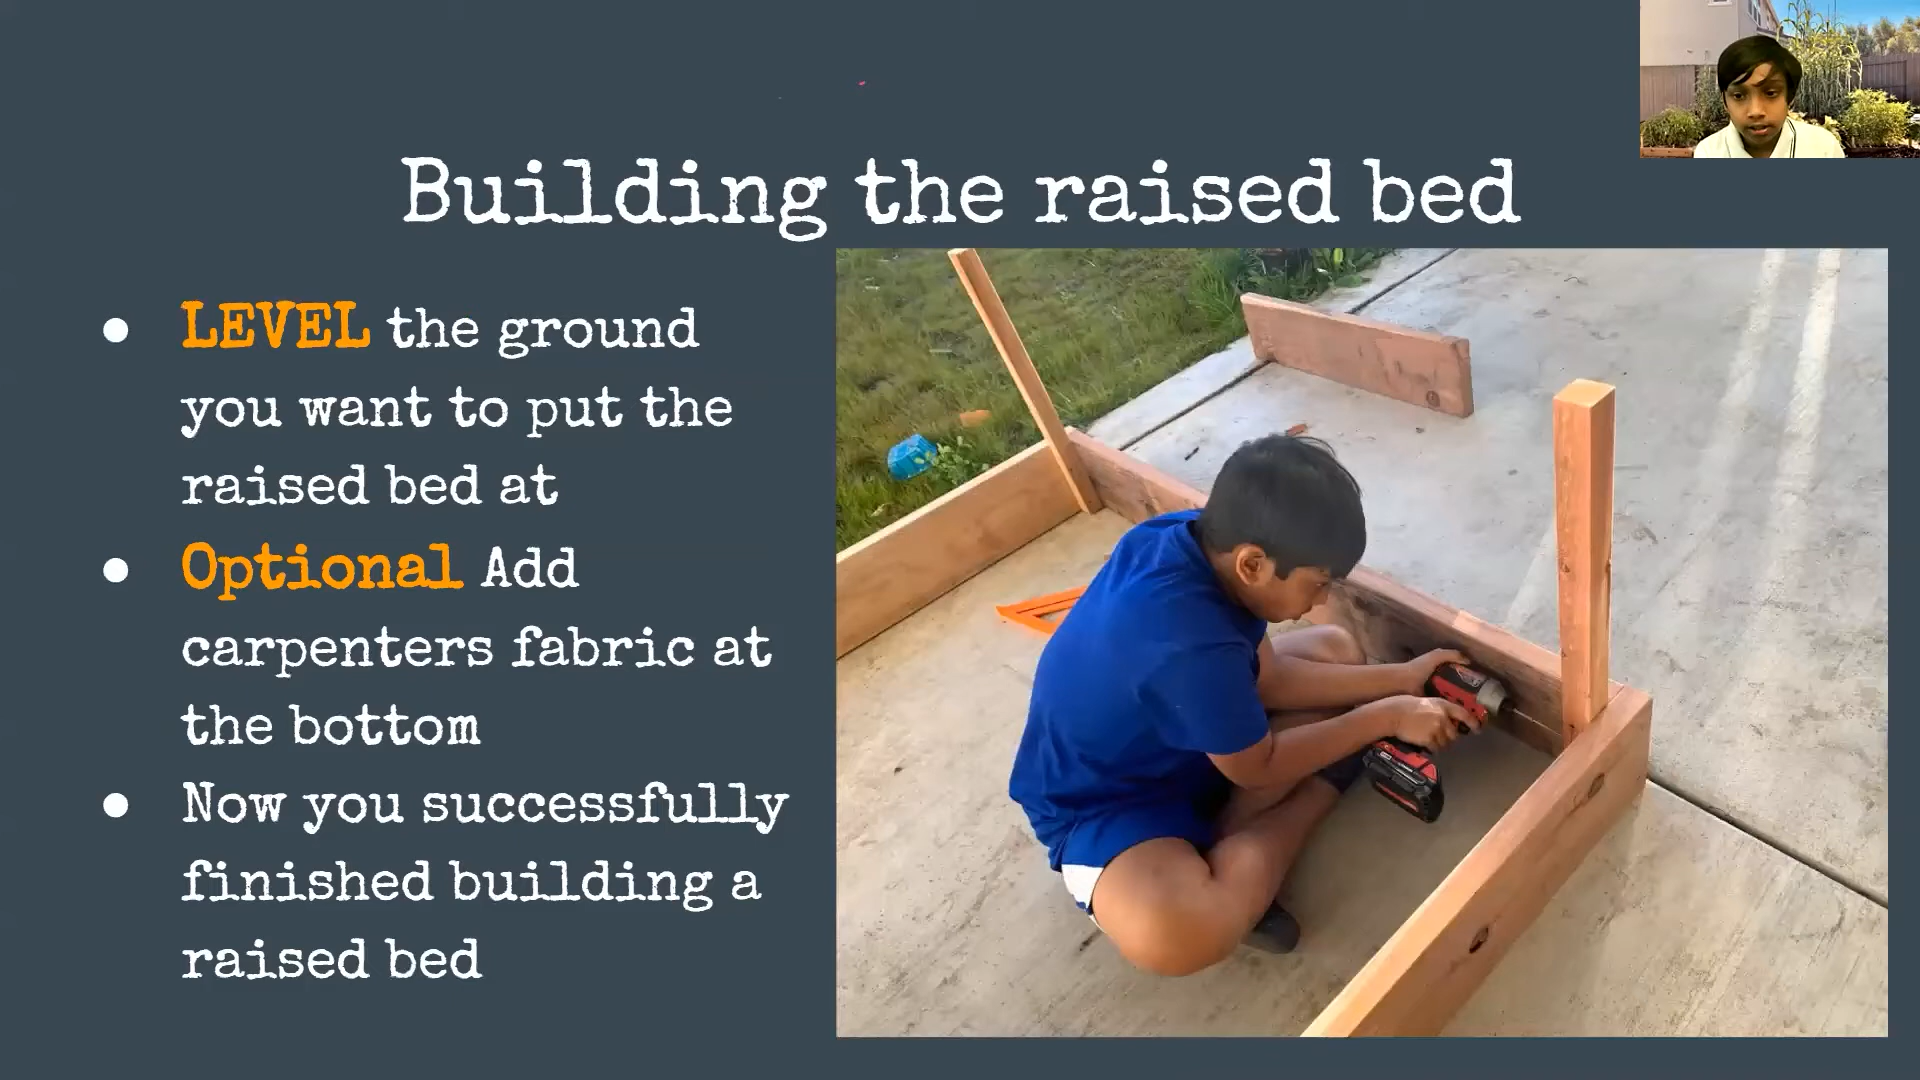 Building the raised bed
LEVEL the ground
you want to put the
raised bed at
Optional Add
carpenters fabric at
the bottom
Now you successfully
finished building a
raised bed